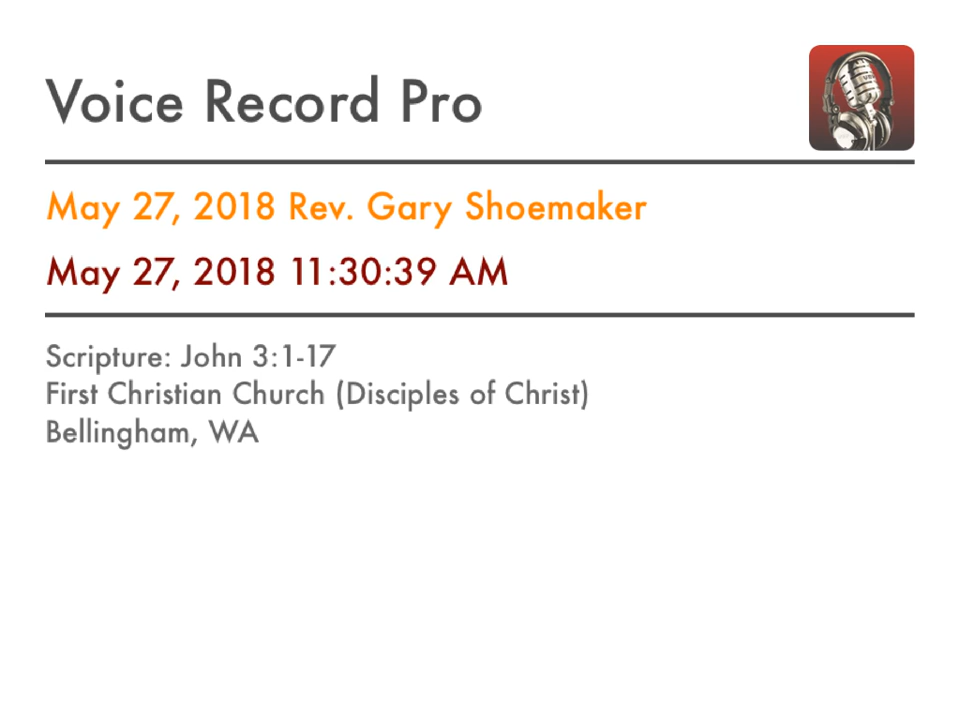 Voice Record Pro
May 27, 2018 Rev. Gary Shoemaker
May 27, 2018 11:30:39 AM
Scripture: John 3:1-17
First Christian Church (Disciples of Christ)
Bellingham, WA